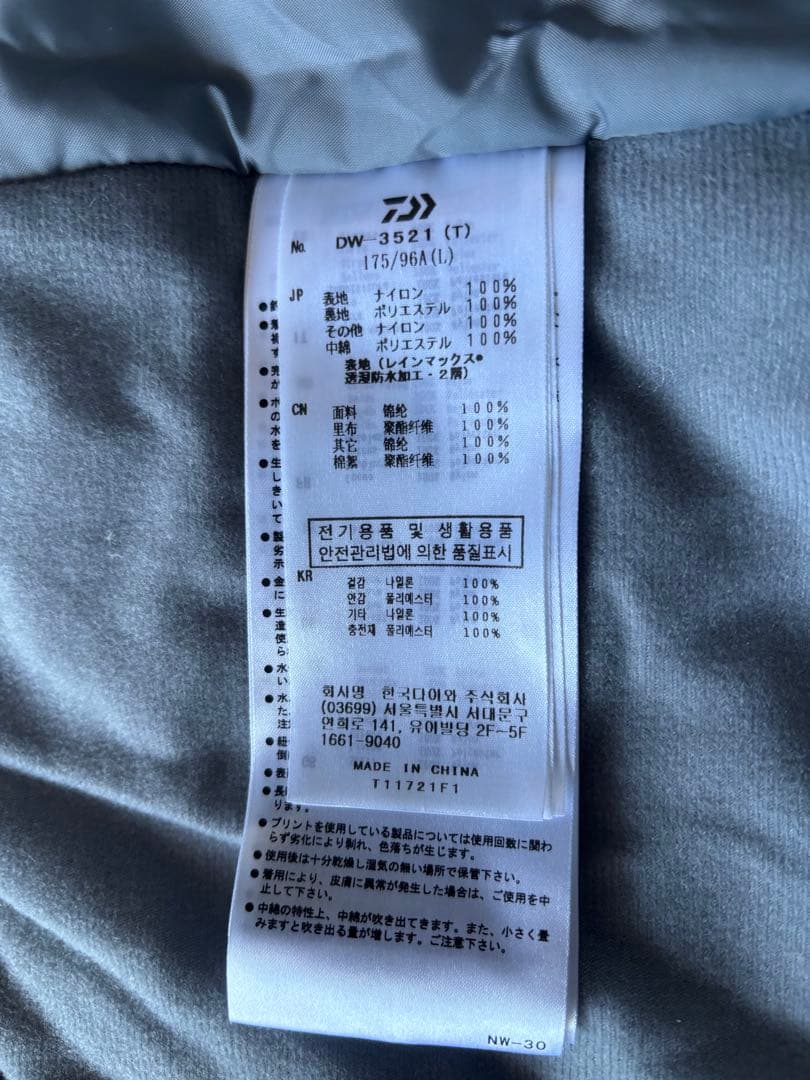 No. DW-3521 (T)
175/96A(L)
JP 表地 ナイロン 100%
裏地 ポリエステル 100%
その他 ナイロン 100%
中綿 ポリエステル 100%
表地 (レインマックス®
透湿防水加工・2層)
CN 面料 锦纶 100%
里布 聚酯纤维 100%
其它 锦纶 100%
棉絮 聚酯纤维 100%
전기용품 및 생활용품
안전관리법에 의한 품질표시
KR 겉감 나일론 100%
안감 폴리에스터 100%
기타 나일론 100%
충전재 폴리에스터 100%
회사명 한국다이와 주식회사
(03699) 서울특별시 서대문구
연희로 141, 유이빌딩 2F~5F
1661-9040
MADE IN CHINA
T11721F1
ります。
●プリントを使用している製品については使用回数に関わ
らず劣化により剥れ、色落ちが生じます。
●使用後は十分乾燥し湿気の無い場所で保管下さい。
●着用により、皮膚に異常が発生した場合は、ご使用を中
止して下さい。
●中綿の特性上、中綿が吹き出てきます。また、小さく畳
みますと吹き出る量が増します。ご注意下さい。
NW-30